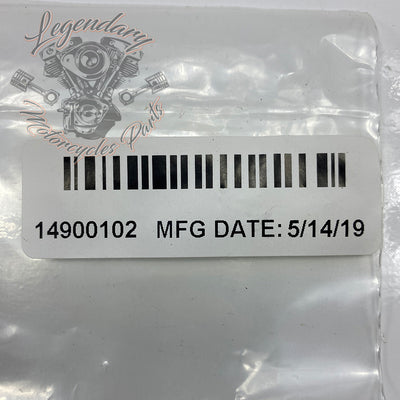 Legendary
Motorcycles Parts
14900102 MFG DATE: 5/14/19